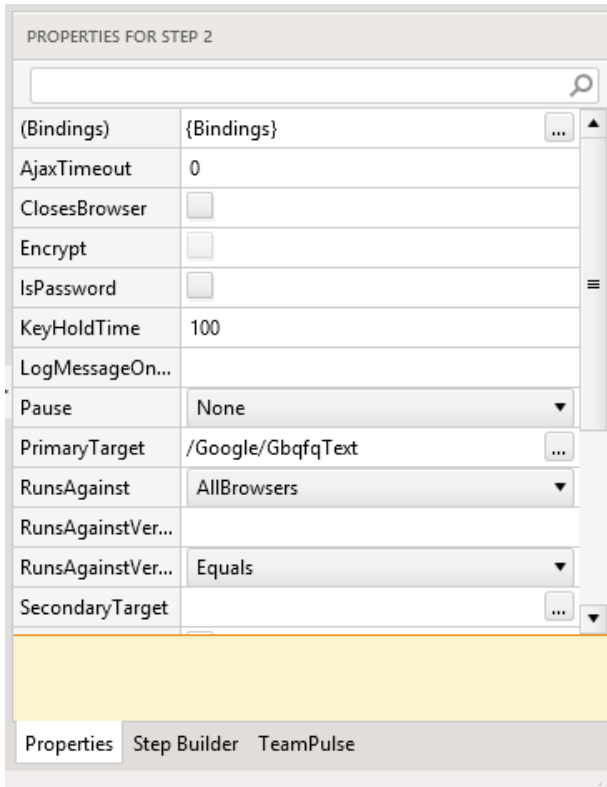 PROPERTIES FOR STEP 2
(Bindings) {Bindings} ...
AjaxTimeout 0
ClosesBrowser
Encrypt
IsPassword
KeyHoldTime 100
LogMessageOn...
Pause None
PrimaryTarget /Google/GbqfqText ...
RunsAgainst AllBrowsers
RunsAgainstVer...
RunsAgainstVer... Equals
SecondaryTarget ...
Properties Step Builder TeamPulse